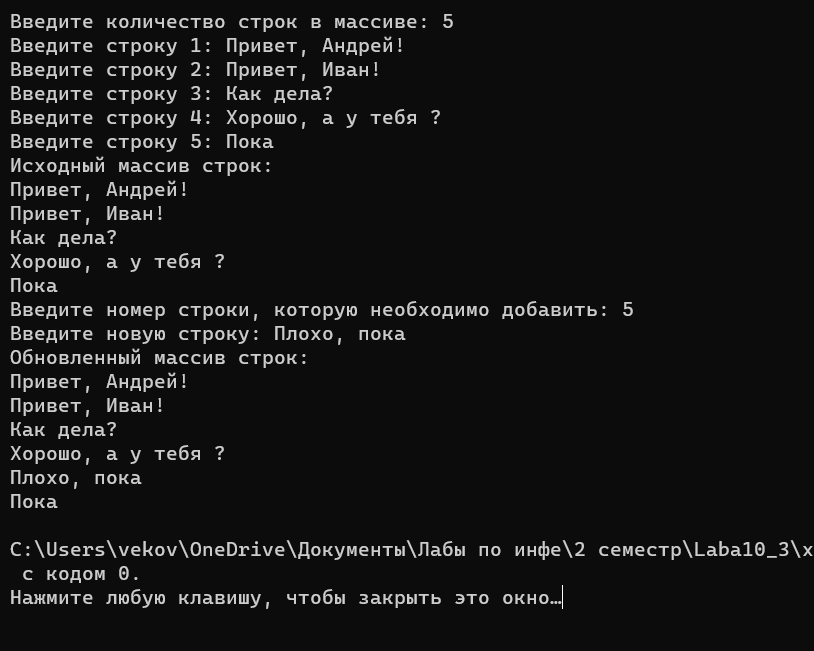 Введите количество строк в массиве: 5
Введите строку 1: Привет, Андрей!
Введите строку 2: Привет, Иван!
Введите строку 3: Как дела?
Введите строку 4: Хорошо, а у тебя ?
Введите строку 5: Пока
Исходный массив строк:
Привет, Андрей!
Привет, Иван!
Как дела?
Хорошо, а у тебя ?
Пока
Введите номер строки, которую необходимо добавить: 5
Введите новую строку: Плохо, пока
Обновленный массив строк:
Привет, Андрей!
Привет, Иван!
Как дела?
Хорошо, а у тебя ?
Плохо, пока
Пока
C:\Users\vekov\OneDrive\Документы\Лабы по инфе\2 семестр\Laba10_3\x
с кодом 0.
Нажмите любую клавишу, чтобы закрыть это окно…